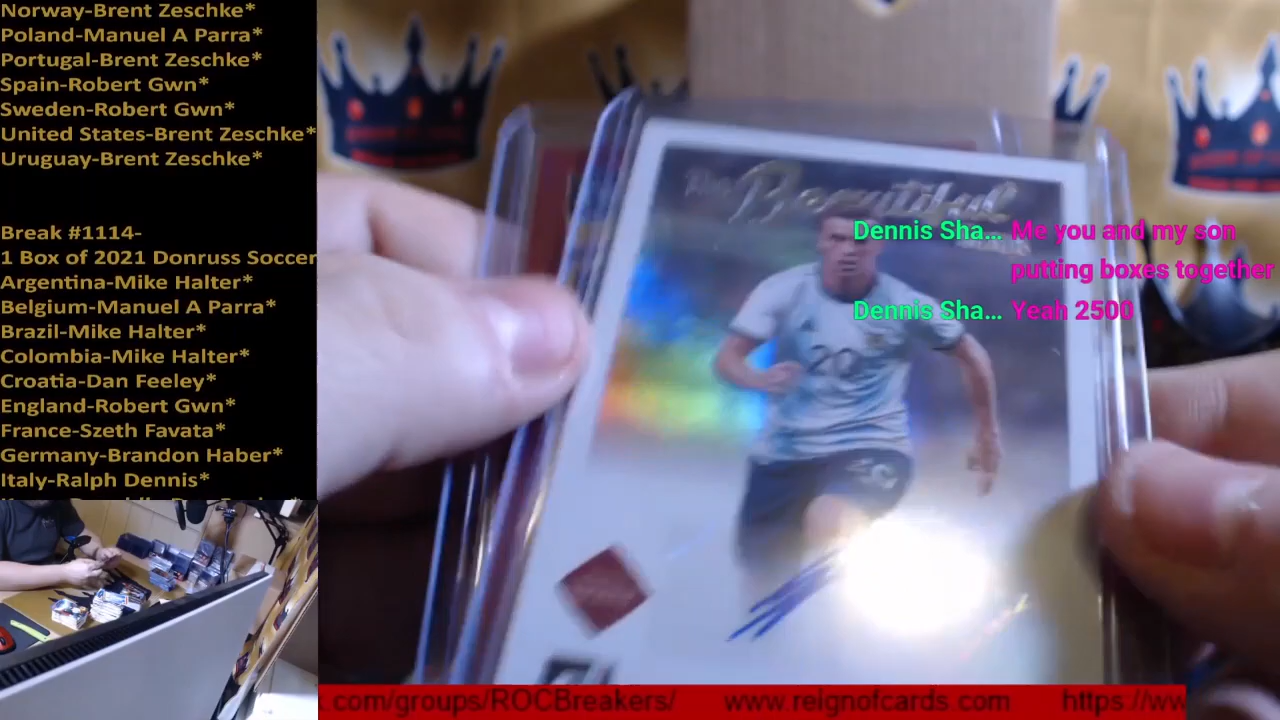 Norway-Brent Zeschke*
Poland-Manuel A Parra*
Portugal-Brent Zeschke*
Spain-Robert Gwn*
Sweden-Robert Gwn*
United States-Brent Zeschke*
Uruguay-Brent Zeschke*
Break #1114-
1 Box of 2021 Donruss Soccer
Argentina-Mike Halter*
Belgium-Manuel A Parra*
Brazil-Mike Halter*
Colombia-Mike Halter*
Croatia-Dan Feeley*
England-Robert Gwn*
France-Szeth Favata*
Germany-Brandon Haber*
Italy-Ralph Dennis*
The Beautiful
Dennis Sha... Me you and my son
putting boxes together
Dennis Sha... Yeah 2500
20
20
.com/groups/ROCBreakers/ www.reignofcards.com https://ww